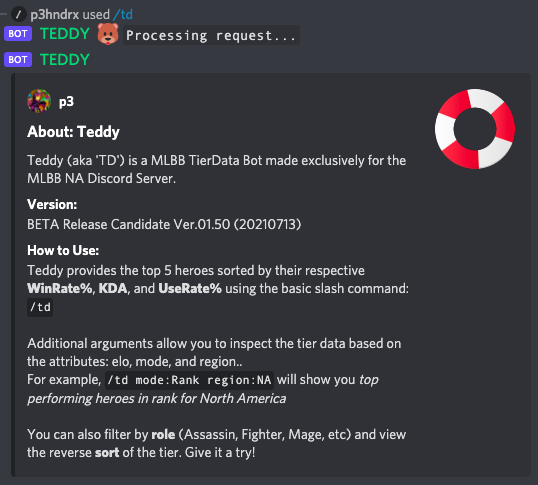 p3hndrx used /td
BOT TEDDY Processing request...
BOT TEDDY
p3
About: Teddy
Teddy (aka 'TD') is a MLBB TierData Bot made exclusively for the
MLBB NA Discord Server.
Version:
BETA Release Candidate Ver.01.50 (20210713)
How to Use:
Teddy provides the top 5 heroes sorted by their respective
WinRate%, KDA, and UseRate% using the basic slash command:
/td
Additional arguments allow you to inspect the tier data based on
the attributes: elo, mode, and region..
For example, /td mode:Rank region:NA will show you top
performing heroes in rank for North America
You can also filter by role (Assassin, Fighter, Mage, etc) and view
the reverse sort of the tier. Give it a try!